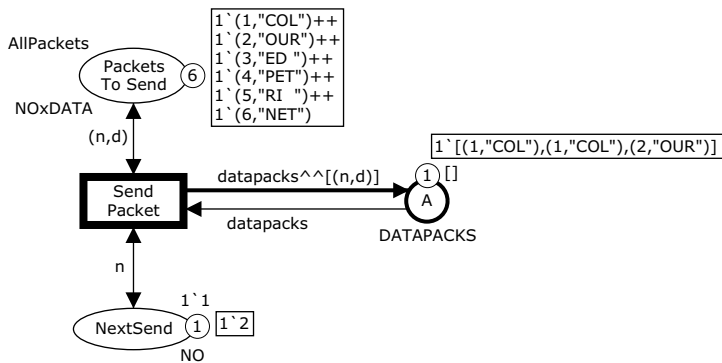 AllPackets
Packets
To Send
6
1`(1,"COL")++
1`(2,"OUR")++
1`(3,"ED ")++
1`(4,"PET")++
1`(5,"RI  ")++
1`(6,"NET")
NOxDATA
(n,d)
1`[(1,"COL"),(1,"COL"),(2,"OUR")]
Send
Packet
datapacks^^[(n,d)]
datapacks
1
[]
A
DATAPACKS
n
1`1
NextSend
1
1`2
NO